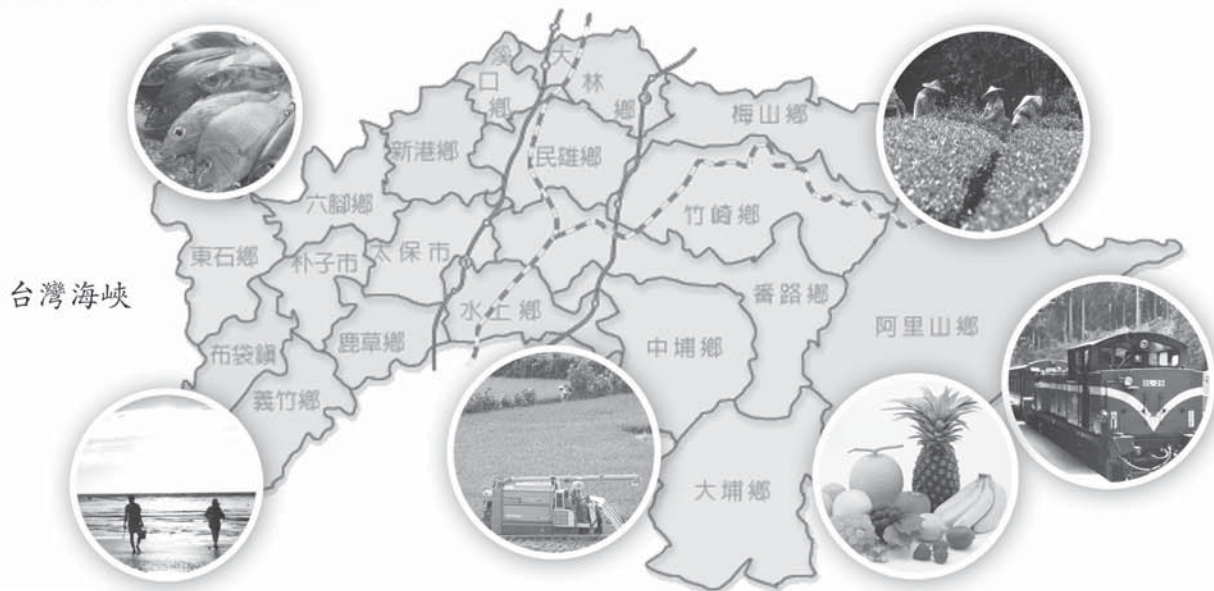 溪口鄉
大林鄉
梅山鄉
新港鄉
民雄鄉
六腳鄉
竹崎鄉
東石鄉
朴子市
太保市
台灣海峽
水上鄉
番路鄉
阿里山鄉
布袋鎮
鹿草鄉
中埔鄉
義竹鄉
大埔鄉